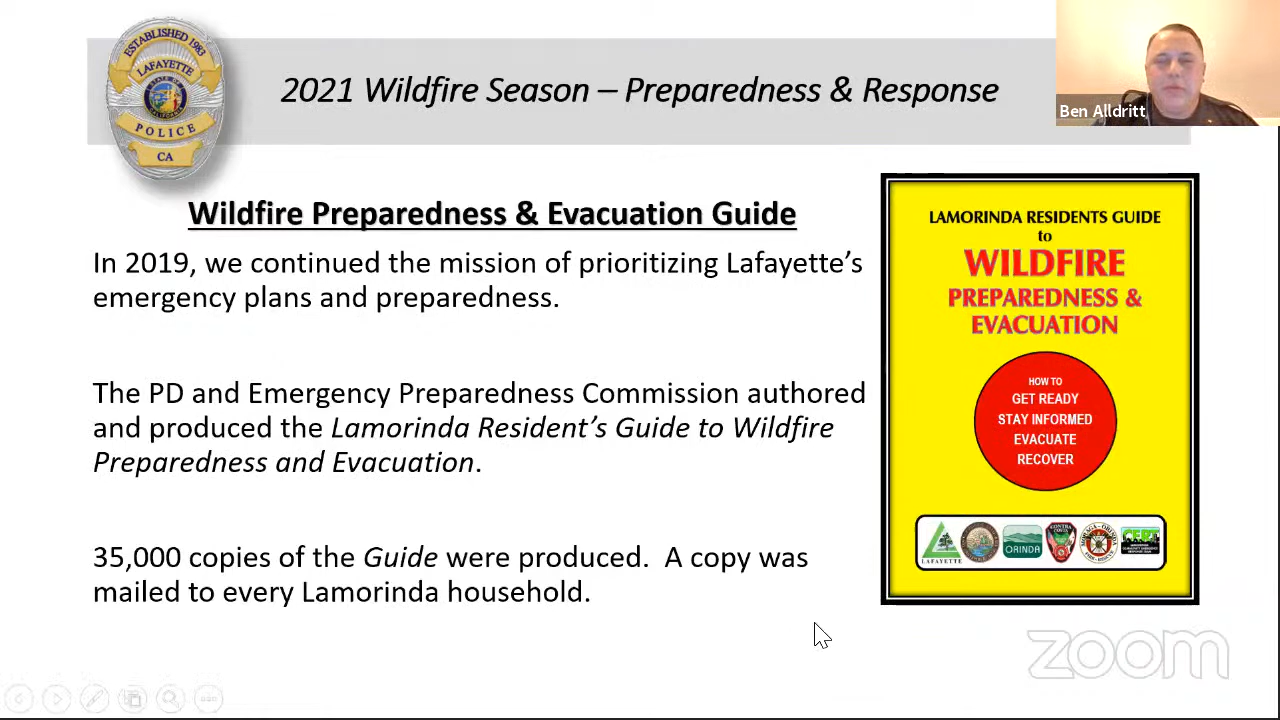 ESTABLISHED 1983
LAFAYETTE
POLICE
CA
2021 Wildfire Season – Preparedness & Response
Ben Alldritt
Wildfire Preparedness & Evacuation Guide
In 2019, we continued the mission of prioritizing Lafayette’s
emergency plans and preparedness.
The PD and Emergency Preparedness Commission authored
and produced the Lamorinda Resident’s Guide to Wildfire
Preparedness and Evacuation.
35,000 copies of the Guide were produced.  A copy was
mailed to every Lamorinda household.
LAMORINDA RESIDENTS GUIDE
to
WILDFIRE
PREPAREDNESS &
EVACUATION
HOW TO
GET READY
STAY INFORMED
EVACUATE
RECOVER
LAFAYETTE
ORINDA
CONTRA COSTA
CERT
zoom